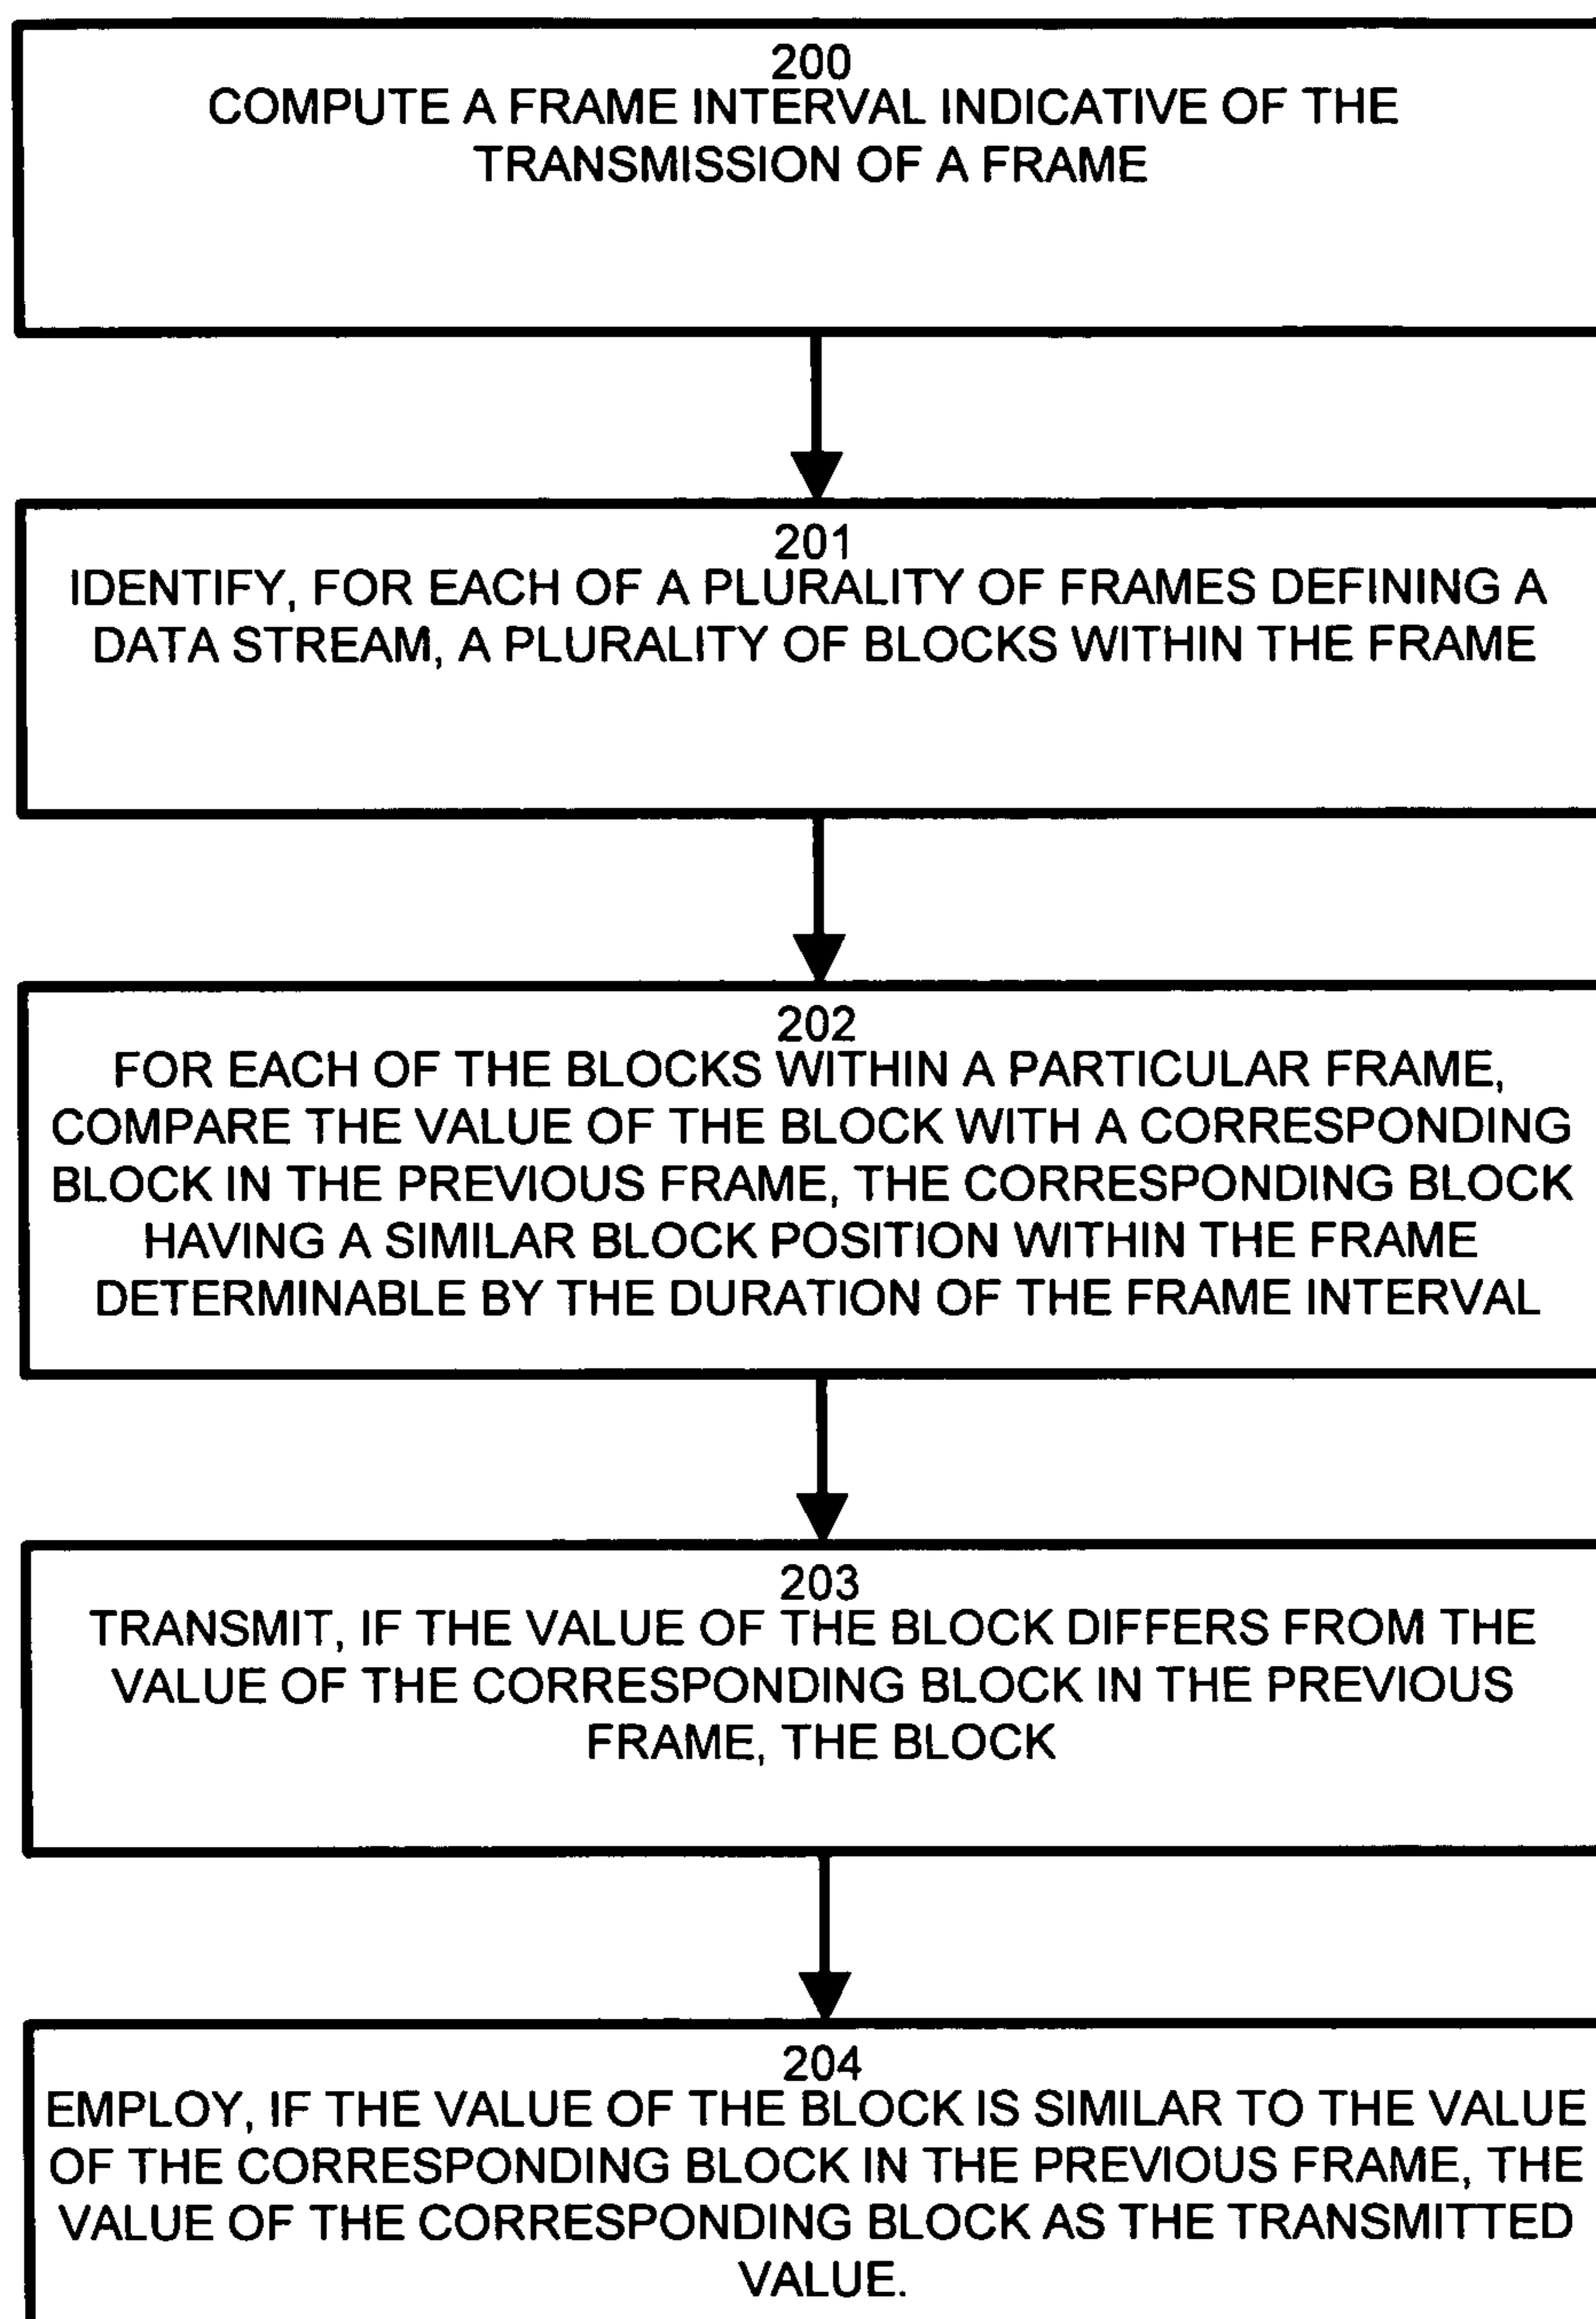 200
COMPUTE A FRAME INTERVAL INDICATIVE OF THE
TRANSMISSION OF A FRAME
201
IDENTIFY, FOR EACH OF A PLURALITY OF FRAMES DEFINING A
DATA STREAM, A PLURALITY OF BLOCKS WITHIN THE FRAME
202
FOR EACH OF THE BLOCKS WITHIN A PARTICULAR FRAME,
COMPARE THE VALUE OF THE BLOCK WITH A CORRESPONDING
BLOCK IN THE PREVIOUS FRAME, THE CORRESPONDING BLOCK
HAVING A SIMILAR BLOCK POSITION WITHIN THE FRAME
DETERMINABLE BY THE DURATION OF THE FRAME INTERVAL
203
TRANSMIT, IF THE VALUE OF THE BLOCK DIFFERS FROM THE
VALUE OF THE CORRESPONDING BLOCK IN THE PREVIOUS
FRAME, THE BLOCK
204
EMPLOY, IF THE VALUE OF THE BLOCK IS SIMILAR TO THE VALUE
OF THE CORRESPONDING BLOCK IN THE PREVIOUS FRAME, THE
VALUE OF THE CORRESPONDING BLOCK AS THE TRANSMITTED
VALUE.